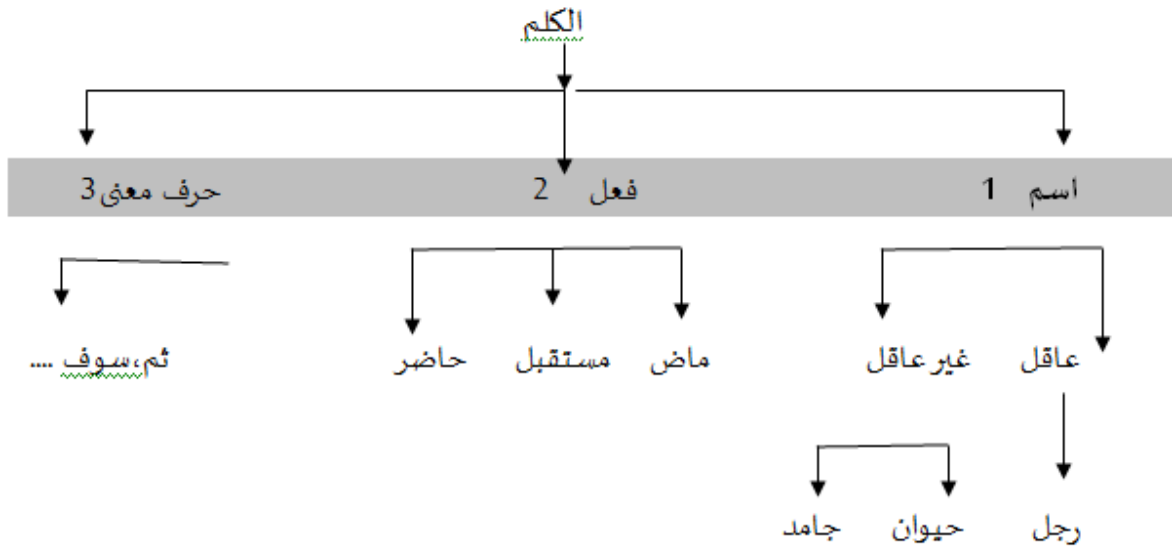 الكلم
اسم 1 فعل 2 حرف معنى3
عاقل غير عاقل ماض مستقبل حاضر ثم،سوف ....
رجل حيوان جامد